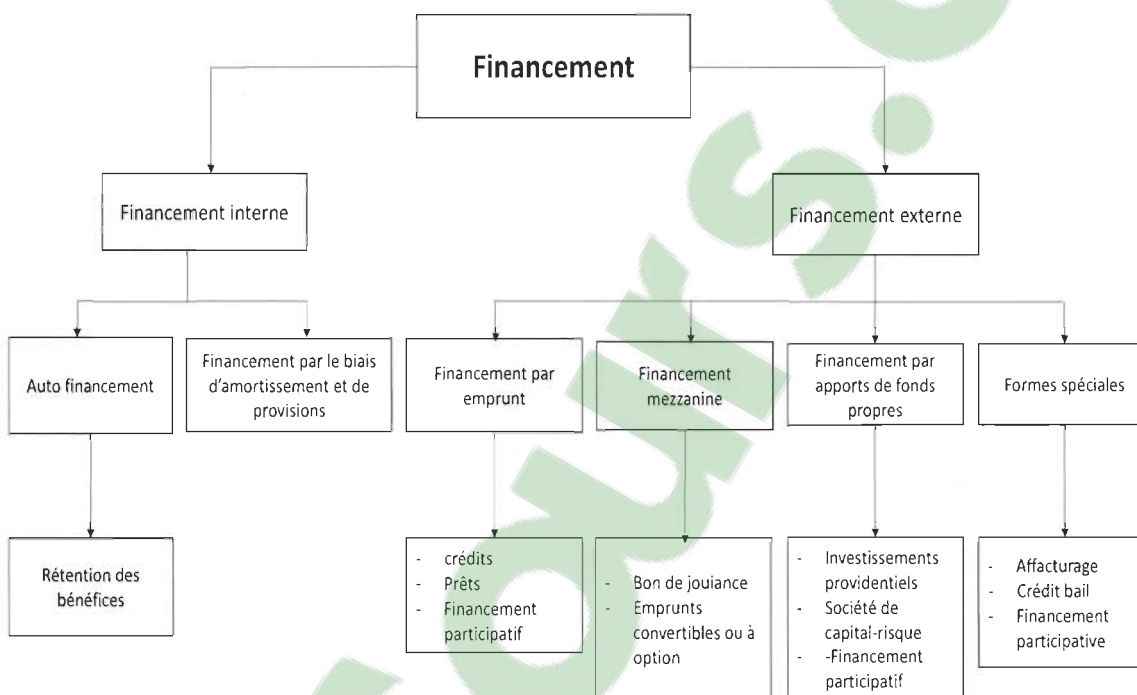 Financement
Financement interne
Financement externe
Auto financement
Financement par le biais
d'amortissement et de
provisions
Financement par
emprunt
Financement
mezzanine
Financement par
apports de fonds
propres
Formes spéciales
Rétention des
bénéfices
- crédits
- Prêts
- Financement
participatif
- Bon de jouiance
- Emprunts
convertibles ou à
option
- Investissements
providentiels
- Société de
capital-risque
- -Financement
participatif
- Affacturage
- Crédit bail
- Financement
participative